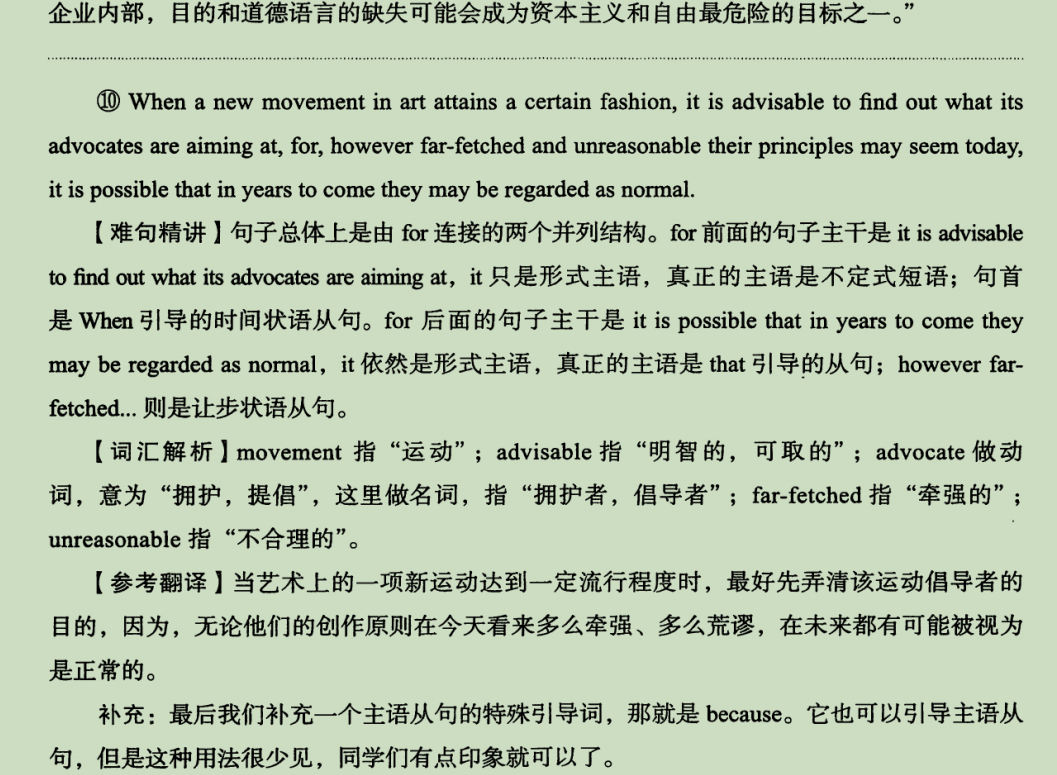 企业内部，目的和道德语言的缺失可能会成为资本主义和自由最危险的目标之一。”
⑩ When a new movement in art attains a certain fashion, it is advisable to find out what its
advocates are aiming at, for, however far-fetched and unreasonable their principles may seem today,
it is possible that in years to come they may be regarded as normal.
【难句精讲】句子总体上是由 for 连接的两个并列结构。for 前面的句子主干是 it is advisable
to find out what its advocates are aiming at，it 只是形式主语，真正的主语是不定式短语；句首
是 When 引导的时间状语从句。for 后面的句子主干是 it is possible that in years to come they
may be regarded as normal，it 依然是形式主语，真正的主语是 that 引导的从句；however far-
fetched... 则是让步状语从句。
【词汇解析】movement 指“运动”；advisable 指“明智的，可取的”；advocate 做动
词，意为“拥护，提倡”，这里做名词，指“拥护者，倡导者”；far-fetched 指“牵强的”；
unreasonable 指“不合理的”。
【参考翻译】当艺术上的一项新运动达到一定流行程度时，最好先弄清该运动倡导者的
目的，因为，无论他们的创作原则在今天看来多么牵强、多么荒谬，在未来都有可能被视为
是正常的。
补充：最后我们补充一个主语从句的特殊引导词，那就是 because。它也可以引导主语从
句，但是这种用法很少见，同学们有点印象就可以了。